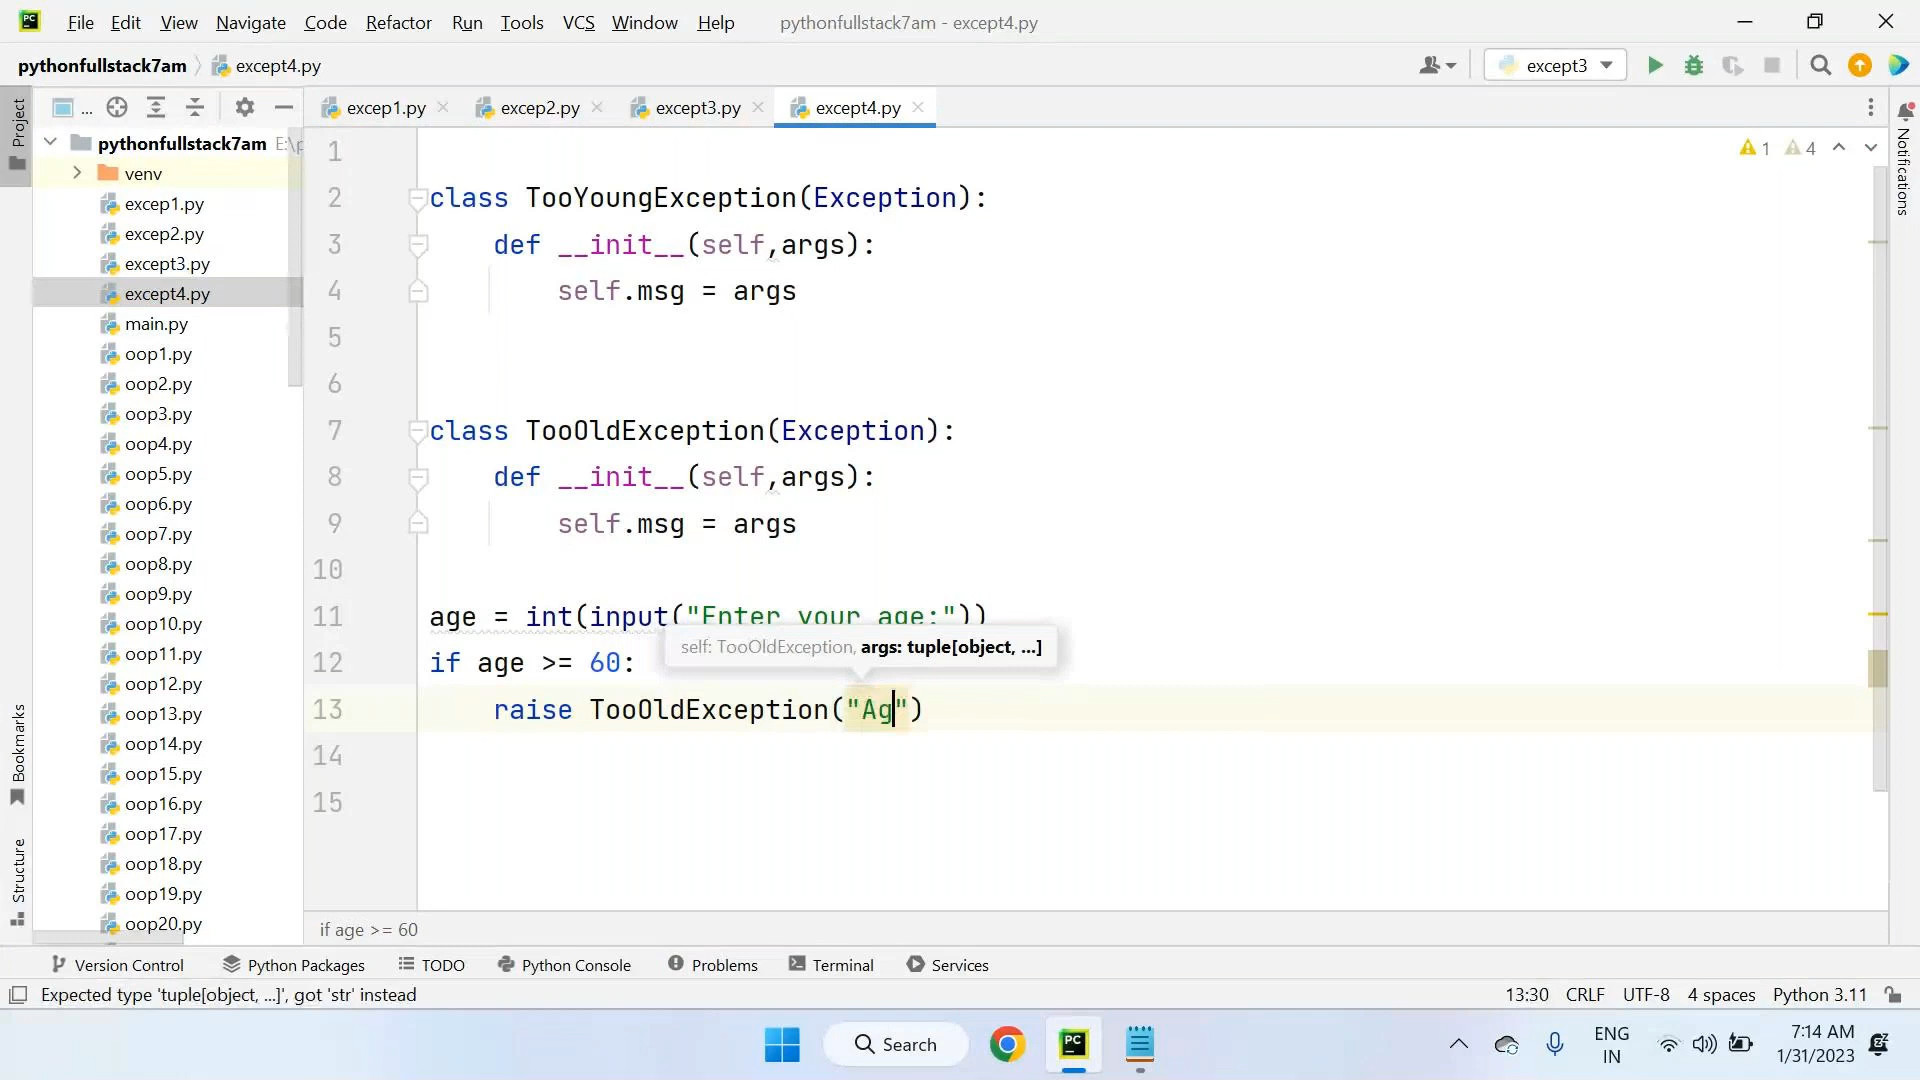 PC File Edit View Navigate Code Refactor Run Tools VCS Window Help pythonfullstack7am - except4.py
pythonfullstack7am except4.py except3
Project ... excep1.py excep2.py except3.py except4.py
pythonfullstack7am E:\p
venv
excep1.py
excep2.py
except3.py
except4.py
main.py
oop1.py
oop2.py
oop3.py
oop4.py
oop5.py
oop6.py
oop7.py
oop8.py
oop9.py
oop10.py
oop11.py
oop12.py
oop13.py
oop14.py
oop15.py
oop16.py
oop17.py
oop18.py
oop19.py
oop20.py
Bookmarks
Structure
1
2 class TooYoungException(Exception):
3 def __init__(self,args):
4 self.msg = args
5
6
7 class TooOldException(Exception):
8 def __init__(self,args):
9 self.msg = args
10
11 age = int(input("Enter your age:"))
self: TooOldException, args: tuple[object, ...]
12 if age >= 60:
13 raise TooOldException("Ag")
14
15
1 4
Notifications
if age >= 60
Version Control Python Packages TODO Python Console Problems Terminal Services
Expected type 'tuple[object, ...]', got 'str' instead 13:30 CRLF UTF-8 4 spaces Python 3.11
Search PC ENG 7:14 AM
IN 1/31/2023